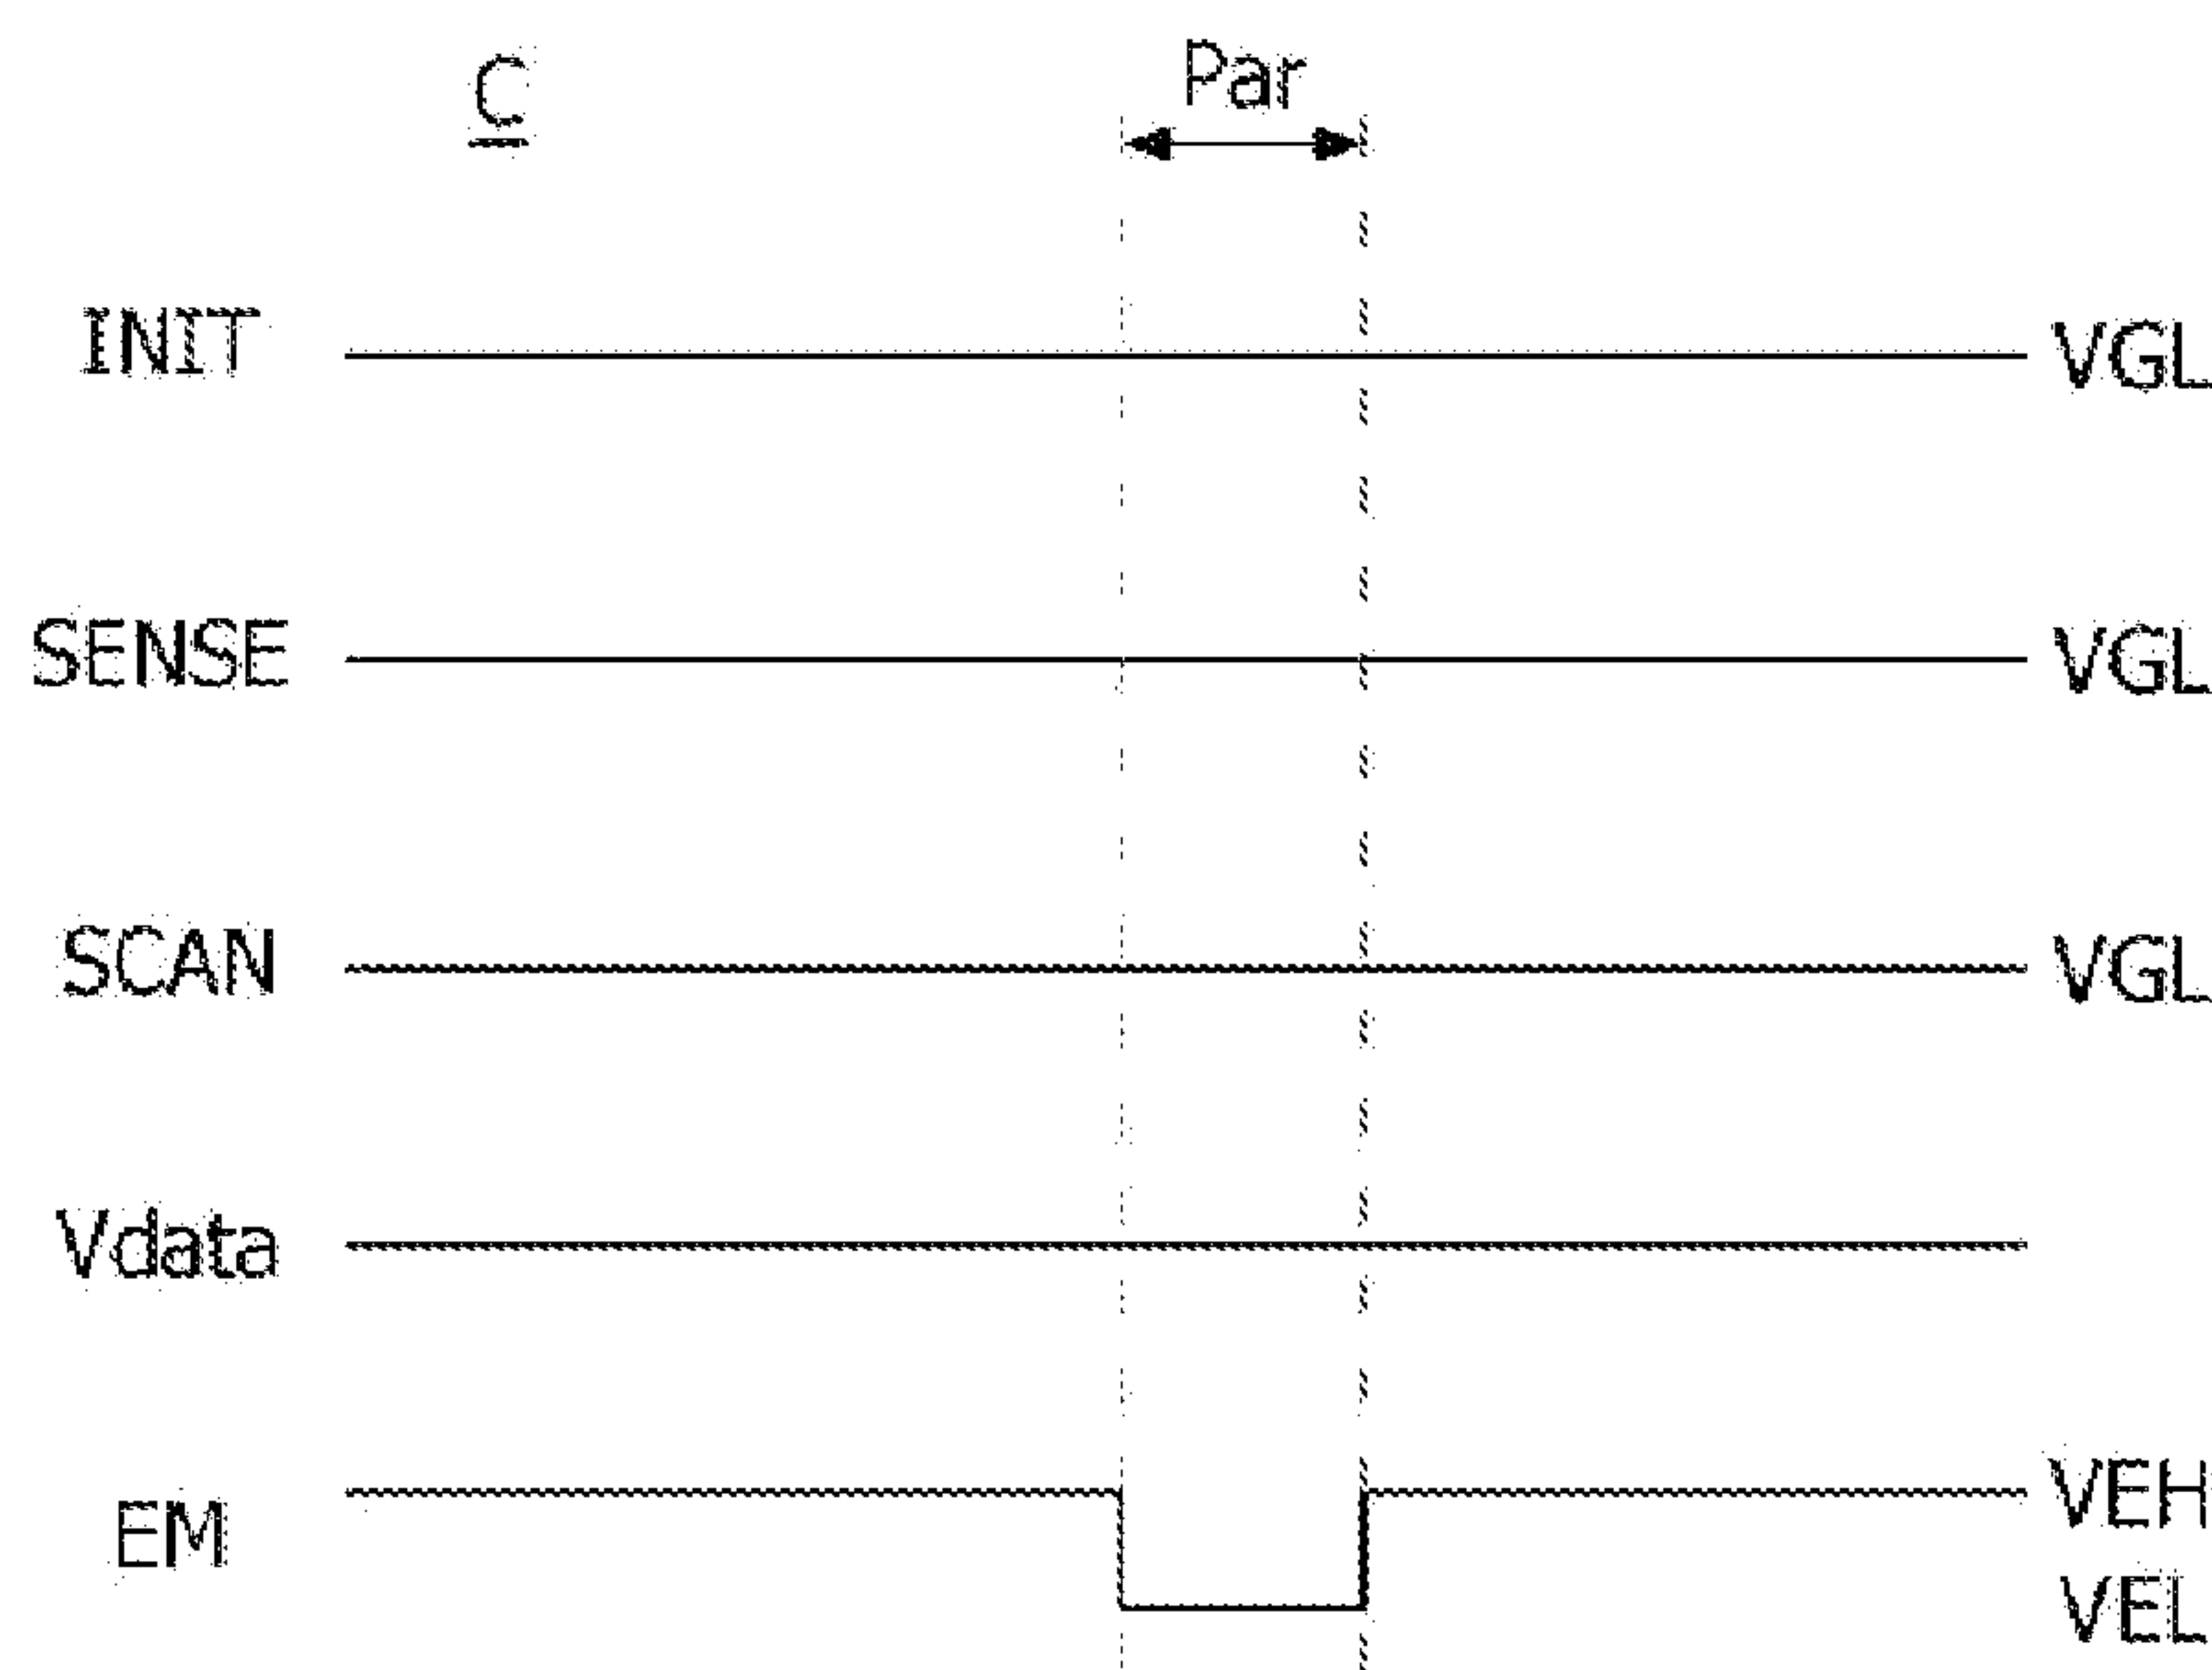 C
Par
INIT
VGL
SENSE
VGL
SCAN
VGL
Vdata
EM
VEH
VEL